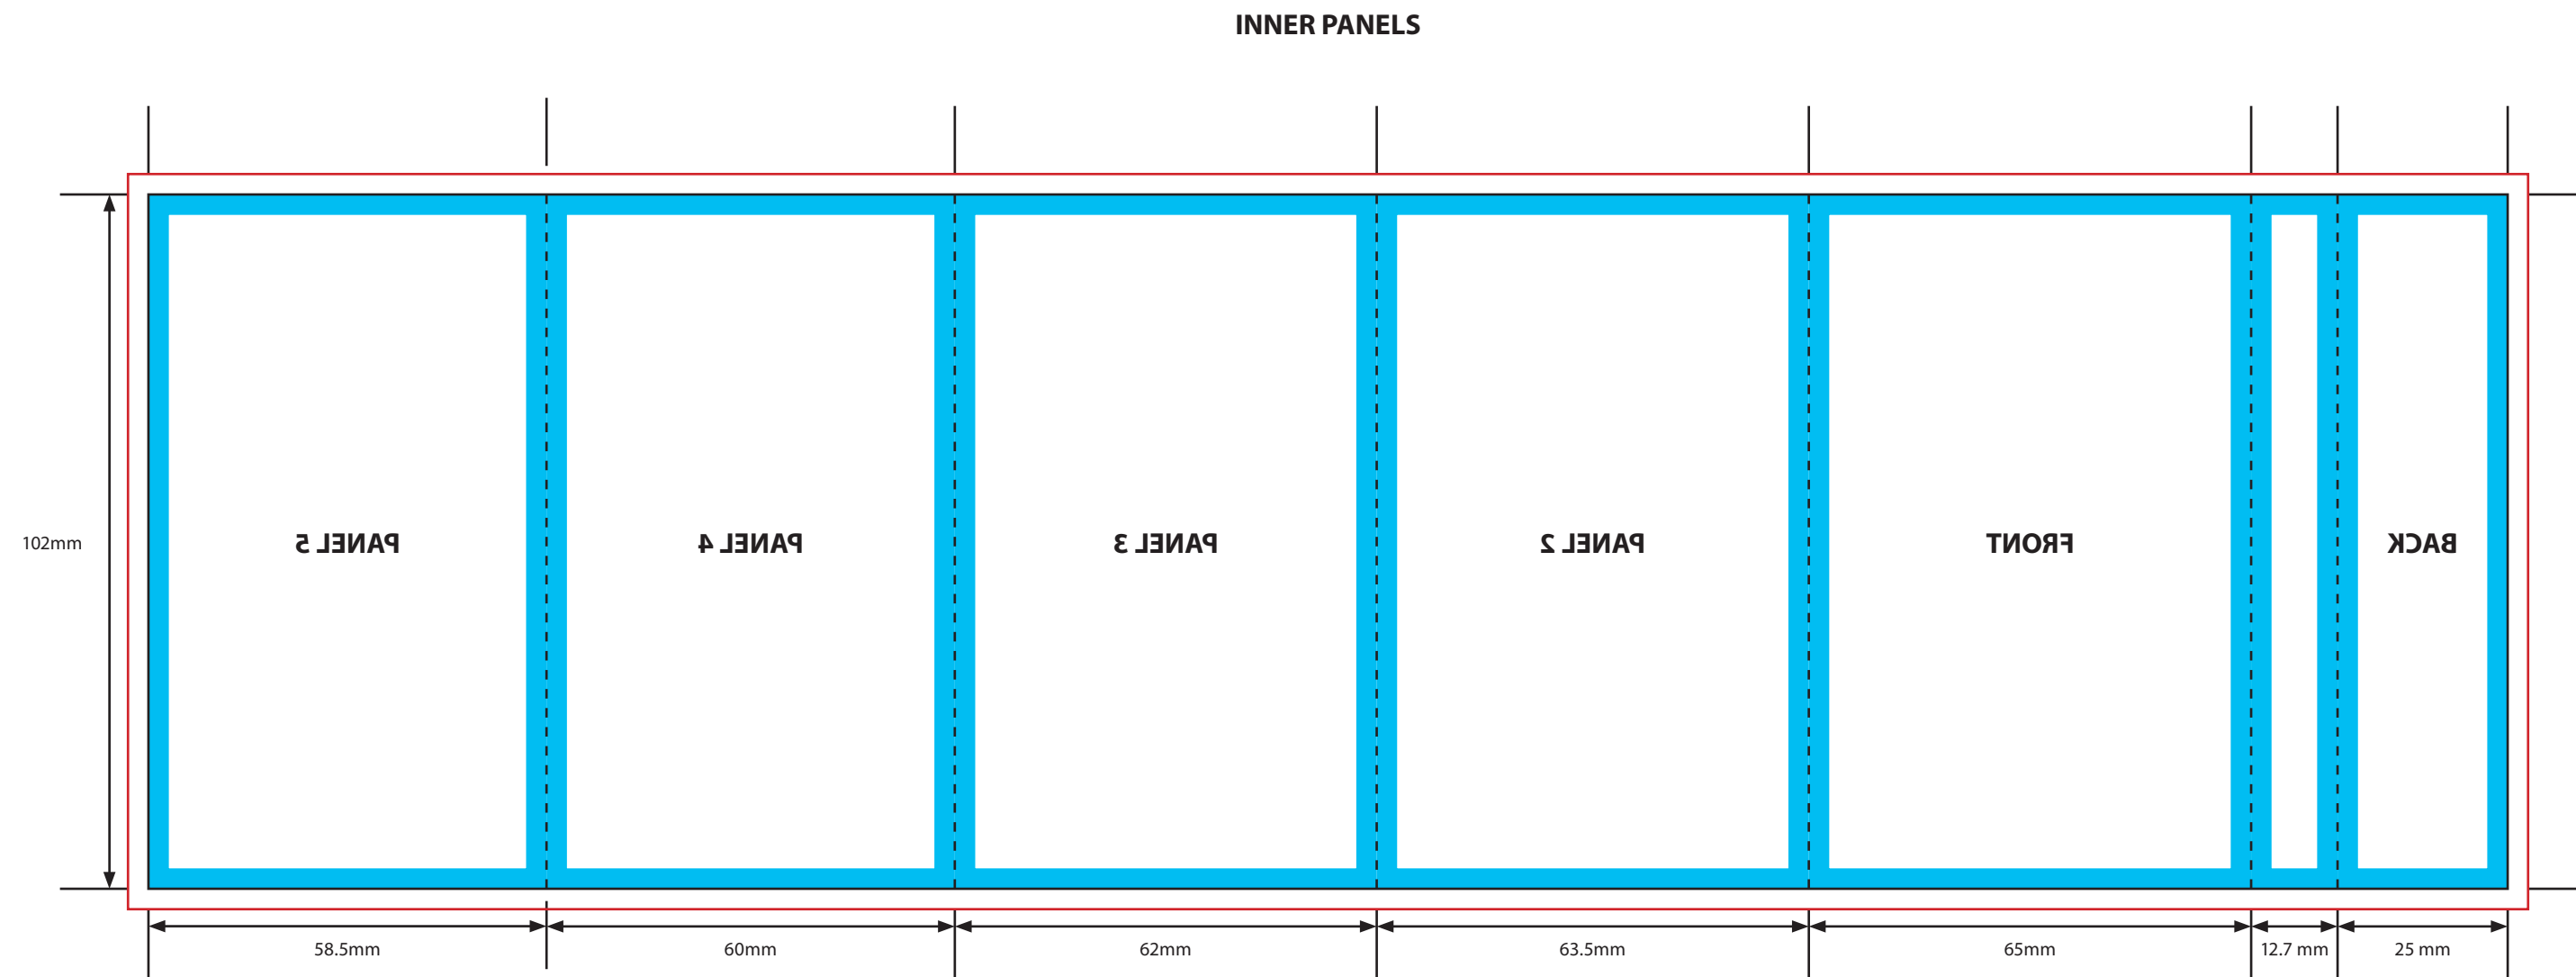 INNER PANELS
102mm
PANEL 5
PANEL 4
PANEL 3
PANEL 2
FRONT
BACK
58.5mm
60mm
62mm
63.5mm
65mm
12.7 mm
25 mm